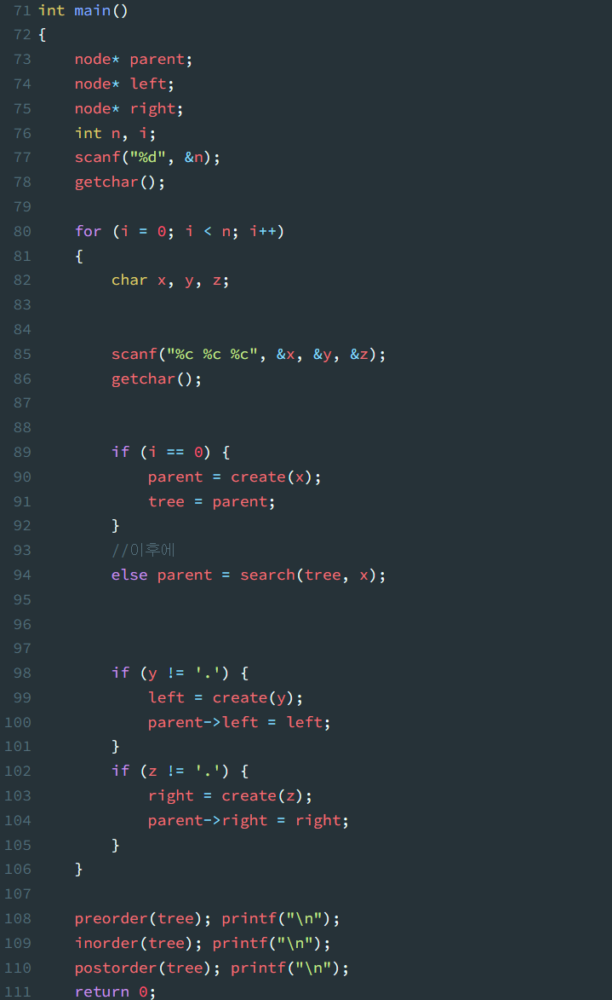 71 int main()
72 {
73     node* parent;
74     node* left;
75     node* right;
76     int n, i;
77     scanf("%d", &n);
78     getchar();
79
80     for (i = 0; i < n; i++)
81     {
82         char x, y, z;
83
84
85         scanf("%c %c %c", &x, &y, &z);
86         getchar();
87
88
89         if (i == 0) {
90             parent = create(x);
91             tree = parent;
92         }
93         //이후에
94         else parent = search(tree, x);
95
96
97
98         if (y != '.') {
99             left = create(y);
100             parent->left = left;
101         }
102         if (z != '.') {
103             right = create(z);
104             parent->right = right;
105         }
106     }
107
108     preorder(tree); printf("\n");
109     inorder(tree); printf("\n");
110     postorder(tree); printf("\n");
111     return 0;